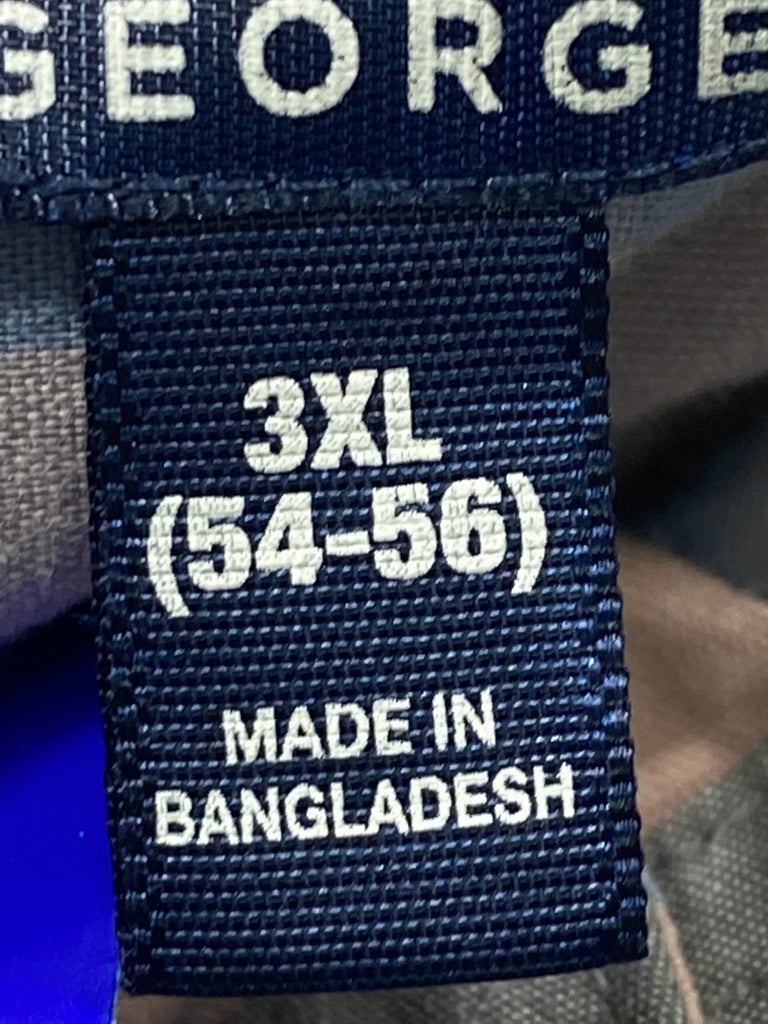 GEORGE
3XL
(54-56)
MADE IN
BANGLADESH